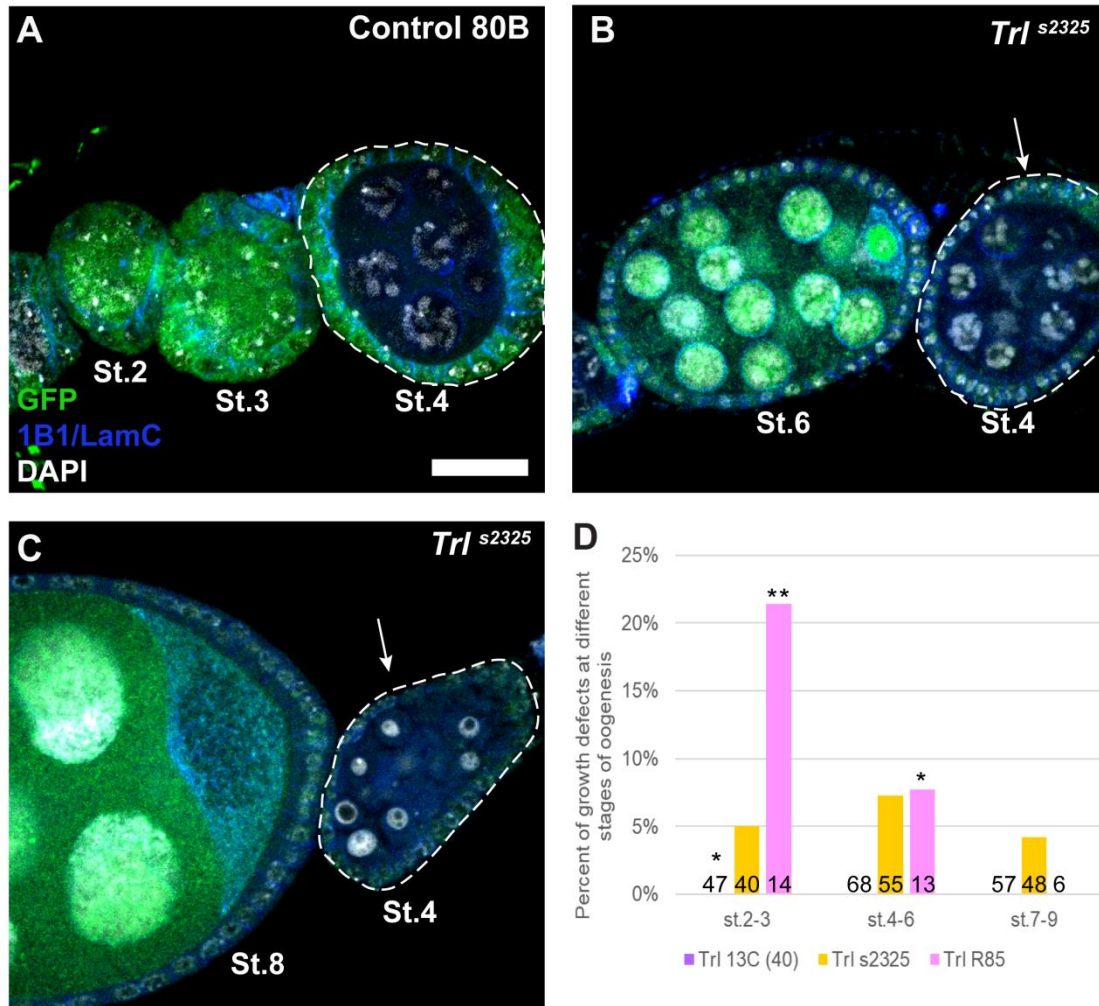 A
Control 80B
St.2
St.3
St.4
GFP
1B1/LamC
DAPI
B
Trl s2325
St.6
St.4
C
Trl s2325
St.8
St.4
D
Percent of growth defects at different
stages of oogenesis
25%
20%
15%
10%
5%
0%
**
*
*
47 40 14
68 55 13
57 48 6
st.2-3 st.4-6 st.7-9
Trl 13C (40) Trl s2325 Trl R85